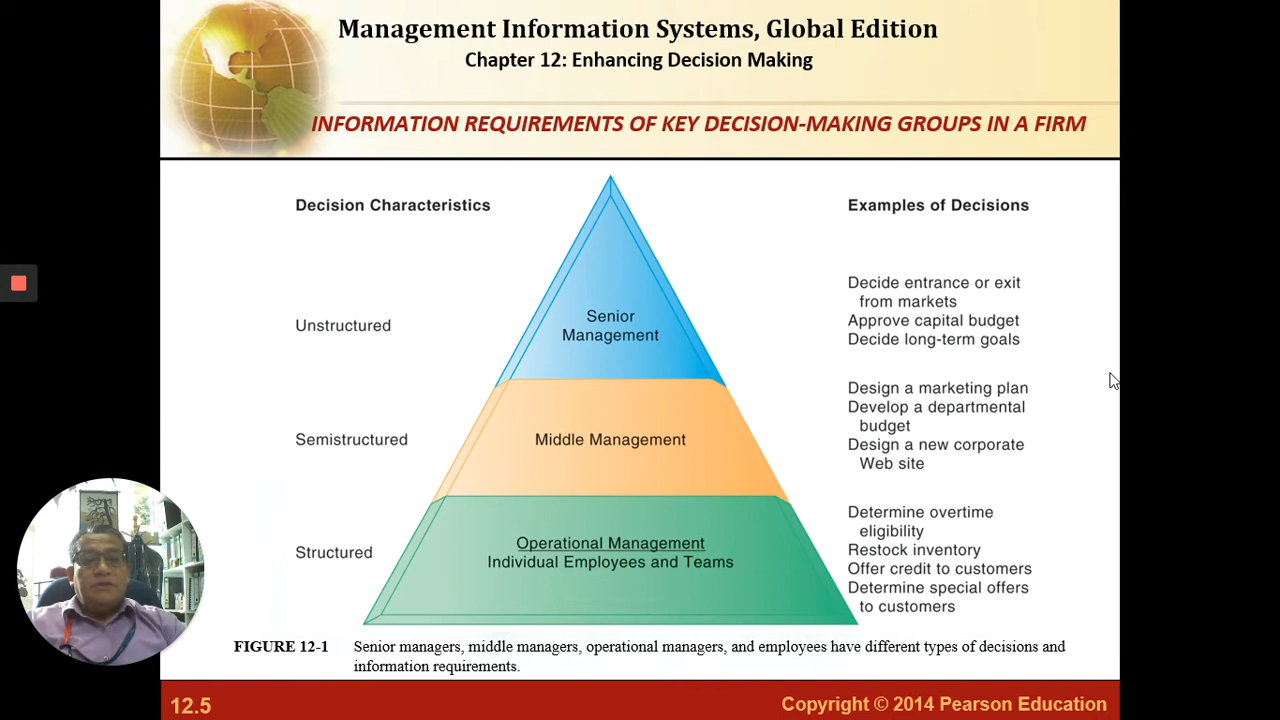 Management Information Systems, Global Edition
Chapter 12: Enhancing Decision Making
INFORMATION REQUIREMENTS OF KEY DECISION-MAKING GROUPS IN A FIRM
Decision Characteristics
Examples of Decisions
Unstructured
Senior
Management
Decide entrance or exit
from markets
Approve capital budget
Decide long-term goals
Semistructured
Middle Management
Design a marketing plan
Develop a departmental
budget
Design a new corporate
Web site
Structured
Operational Management
Individual Employees and Teams
Determine overtime
eligibility
Restock inventory
Offer credit to customers
Determine special offers
to customers
FIGURE 12-1
Senior managers, middle managers, operational managers, and employees have different types of decisions and
information requirements.
12.5
Copyright © 2014 Pearson Education